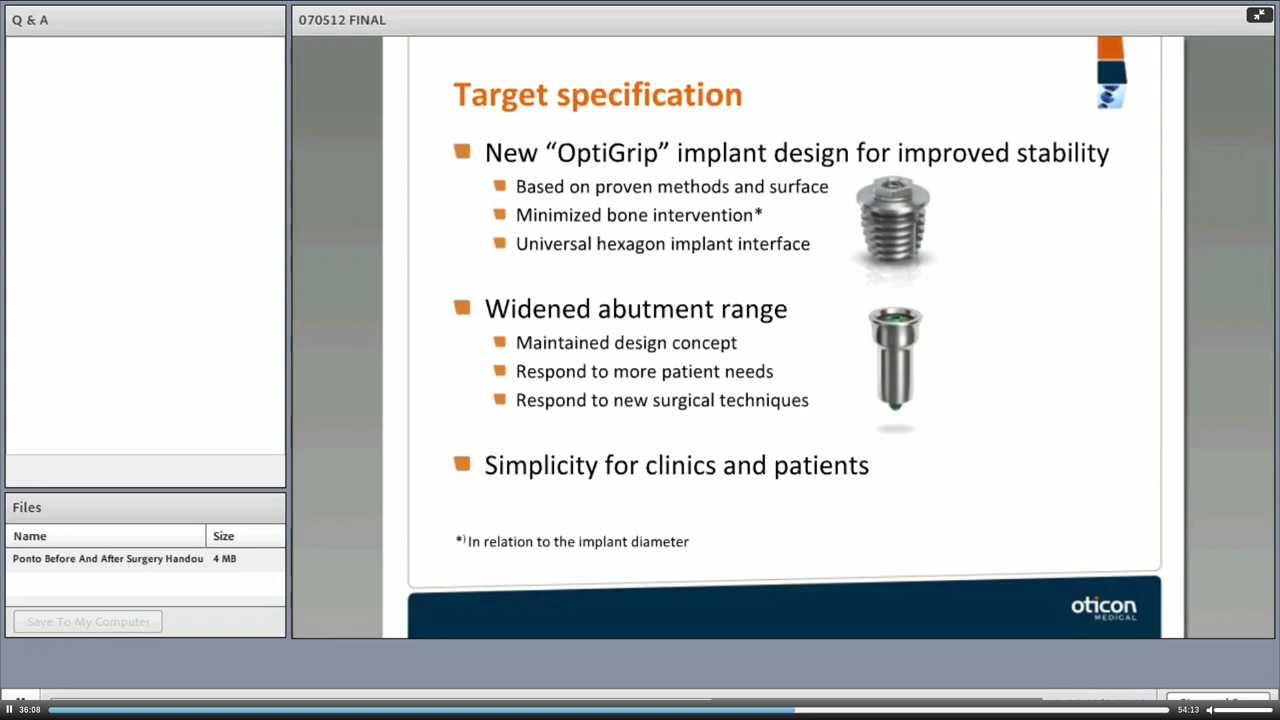 Q & A
070512 FINAL
Target specification
New “OptiGrip” implant design for improved stability
Based on proven methods and surface
Minimized bone intervention*
Universal hexagon implant interface
Widened abutment range
Maintained design concept
Respond to more patient needs
Respond to new surgical techniques
Simplicity for clinics and patients
*) In relation to the implant diameter
oticon
MEDICAL
Files
Name Size
Ponto Before And After Surgery Handou 4 MB
Save To My Computer
36:08 54:13